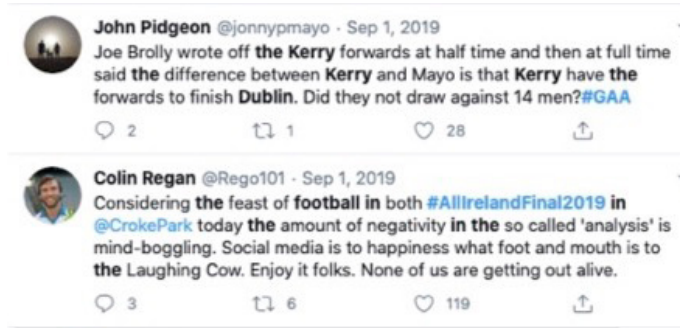 John Pidgeon @jonnypmayo · Sep 1, 2019
Joe Brolly wrote off the Kerry forwards at half time and then at full time
said the difference between Kerry and Mayo is that Kerry have the
forwards to finish Dublin. Did they not draw against 14 men?#GAA
2 1 28
Colin Regan @Rego101 · Sep 1, 2019
Considering the feast of football in both #AllIrelandFinal2019 in
@CrokePark today the amount of negativity in the so called 'analysis' is
mind-boggling. Social media is to happiness what foot and mouth is to
the Laughing Cow. Enjoy it folks. None of us are getting out alive.
3 6 119